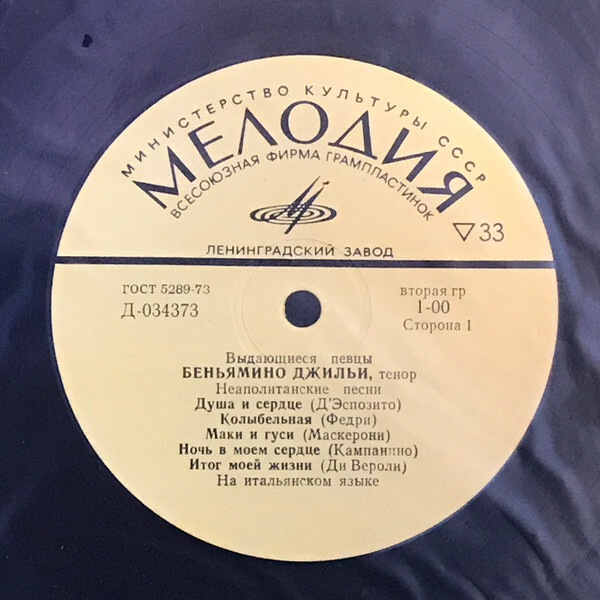 МИНИСТЕРСТВО КУЛЬТУРЫ СССР
МЕЛОДИЯ
ВСЕСОЮЗНАЯ ФИРМА ГРАМПЛАСТИНОК
▽33
ЛЕНИНГРАДСКИЙ ЗАВОД
ГОСТ 5289-73
Д-034373
вторая гр
1-00
Сторона 1
Выдающиеся певцы
БЕНЬЯМИНО ДЖИЛЬИ, тенор
Неаполитанские песни
Душа и сердце (Д'Эспозито)
Колыбельная (Федри)
Маки и гуси (Маскерони)
Ночь в моем сердце (Кампанино)
Итог моей жизни (Ди Вероли)
На итальянском языке